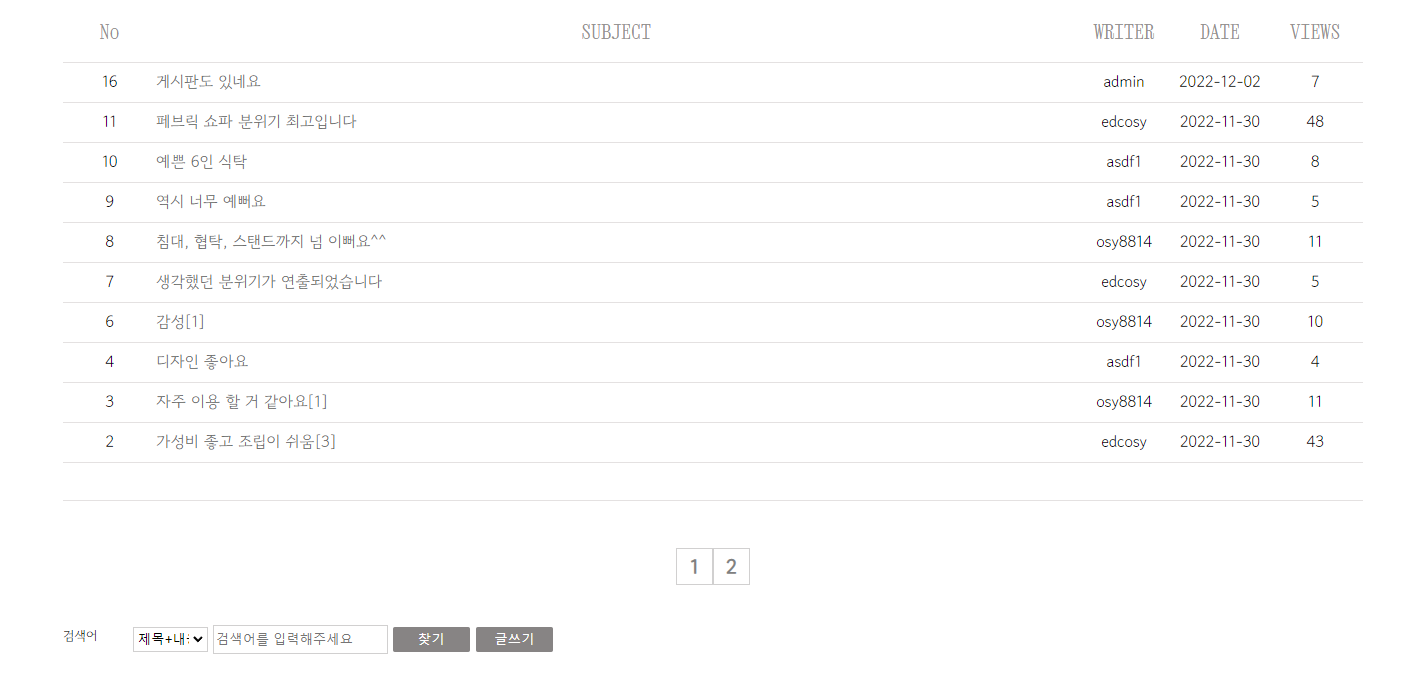 No SUBJECT WRITER DATE VIEWS
16 게시판도 있네요 admin 2022-12-02 7
11 페브릭 쇼파 분위기 최고입니다 edcosy 2022-11-30 48
10 예쁜 6인 식탁 asdf1 2022-11-30 8
9 역시 너무 예뻐요 asdf1 2022-11-30 5
8 침대, 협탁, 스탠드까지 넘 이뻐요^^ osy8814 2022-11-30 11
7 생각했던 분위기가 연출되었습니다 edcosy 2022-11-30 5
6 감성[1] osy8814 2022-11-30 10
4 디자인 좋아요 asdf1 2022-11-30 4
3 자주 이용 할 거 같아요[1] osy8814 2022-11-30 11
2 가성비 좋고 조립이 쉬움[3] edcosy 2022-11-30 43
1 2
검색어 제목+내 검색어를 입력해주세요 찾기 글쓰기